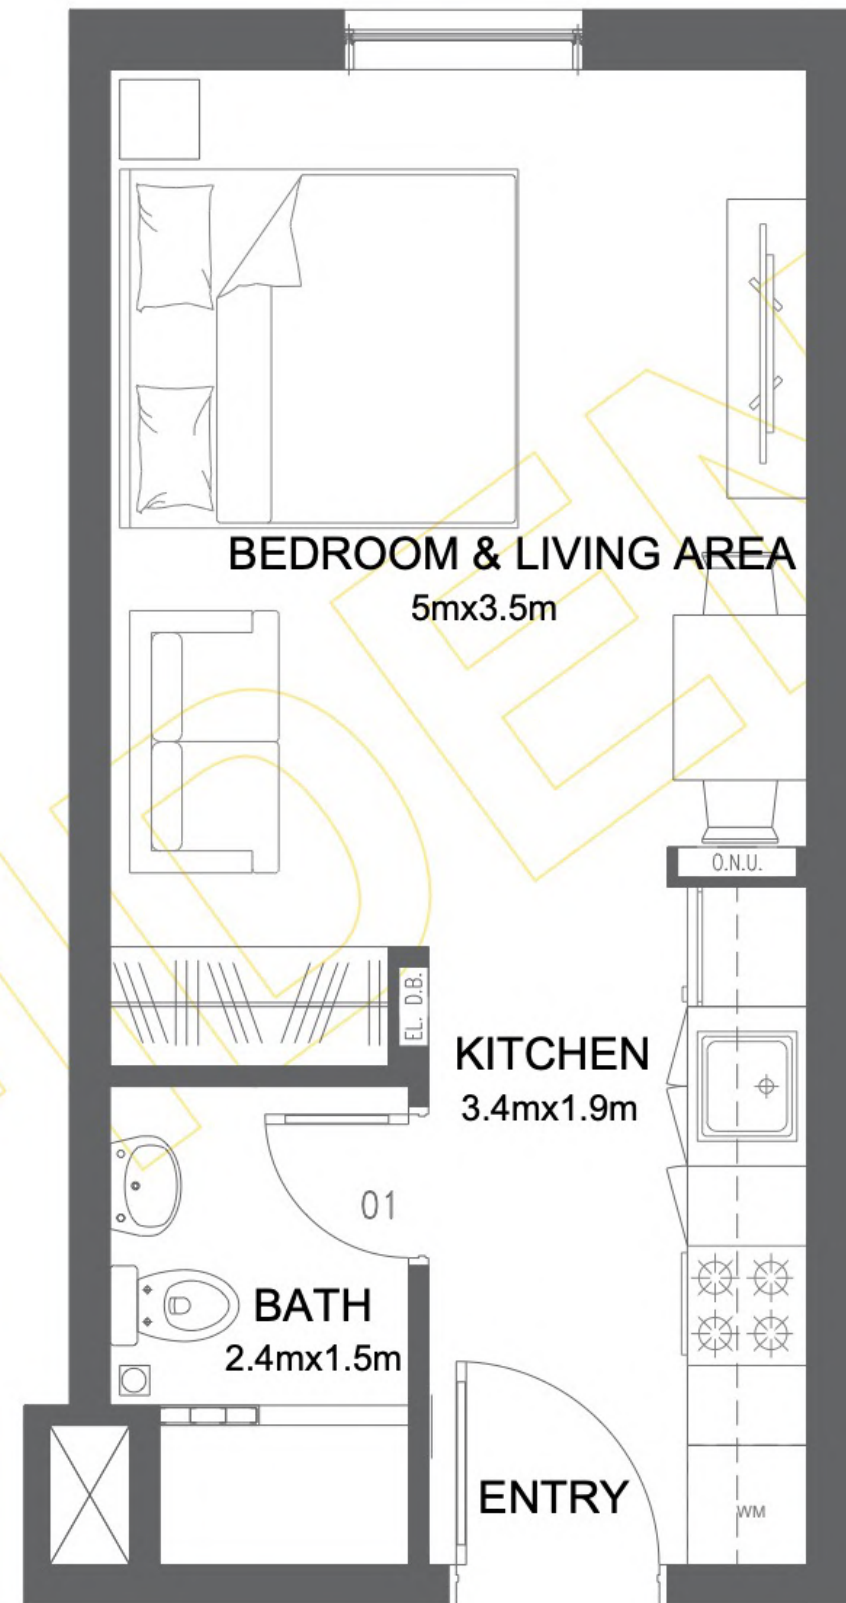 BEDROOM & LIVING AREA
5mx3.5m
O.N.U.
EL. D.B.
KITCHEN
3.4mx1.9m
01
BATH
2.4mx1.5m
ENTRY
WM